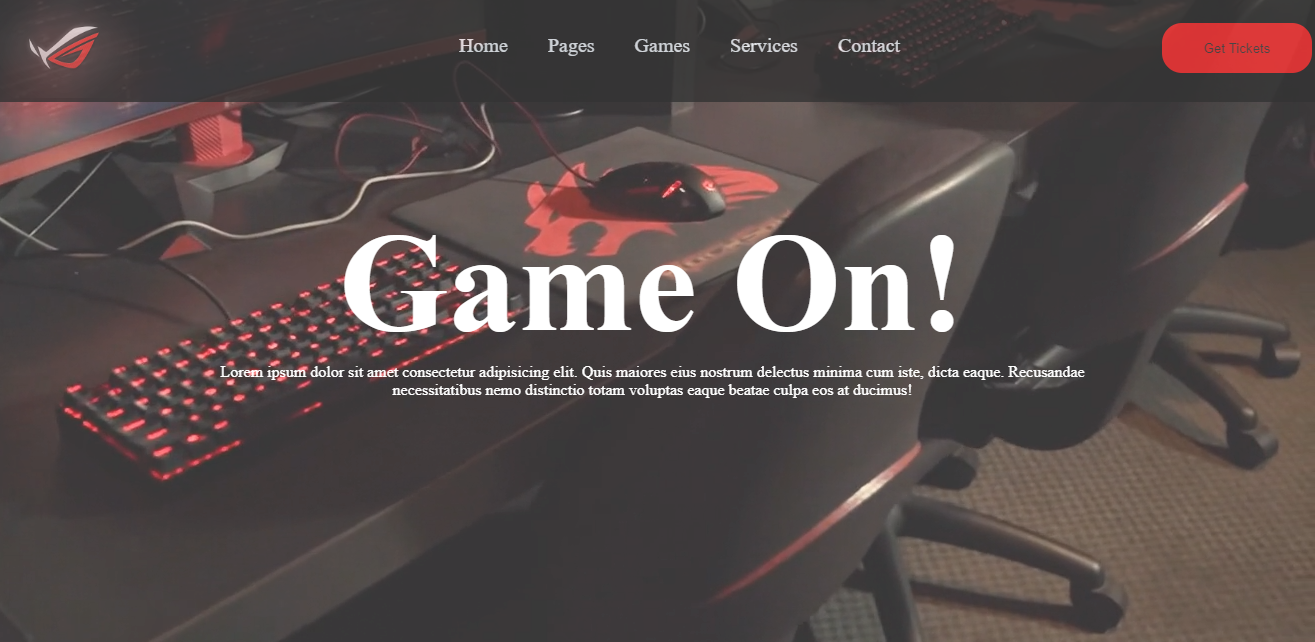 Home Pages Games Services Contact Get Tickets
Game On!
Lorem ipsum dolor sit amet consectetur adipisicing elit. Quis maiores eius nostrum delectus minima cum iste, dicta eaque. Recusandae
necessitatibus nemo distinctio totam voluptas eaque beatae culpa eos at ducimus!